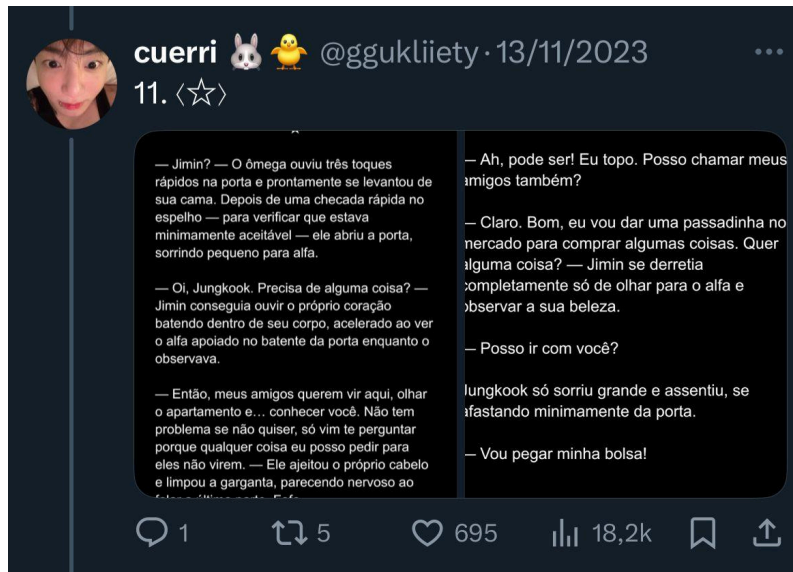 cuerri 🐰 🐥 @ggukliiety · 13/11/2023
11. 〈☆〉
— Jimin? — O ômega ouviu três toques
rápidos na porta e prontamente se levantou de
sua cama. Depois de uma checada rápida no
espelho — para verificar que estava
minimamente aceitável — ele abriu a porta,
sorrindo pequeno para alfa.
— Oi, Jungkook. Precisa de alguma coisa? —
Jimin conseguia ouvir o próprio coração
batendo dentro de seu corpo, acelerado ao ver
o alfa apoiado no batente da porta enquanto o
observava.
— Então, meus amigos querem vir aqui, olhar
o apartamento e… conhecer você. Não tem
problema se não quiser, só vim te perguntar
porque qualquer coisa eu posso pedir para
eles não virem. — Ele ajeitou o próprio cabelo
e limpou a garganta, parecendo nervoso ao
— Ah, pode ser! Eu topo. Posso chamar meus
amigos também?
— Claro. Bom, eu vou dar uma passadinha no
mercado para comprar algumas coisas. Quer
alguma coisa? — Jimin se derretia
completamente só de olhar para o alfa e
observar a sua beleza.
— Posso ir com você?
Jungkook só sorriu grande e assentiu, se
afastando minimamente da porta.
— Vou pegar minha bolsa!
1 5 695 18,2k